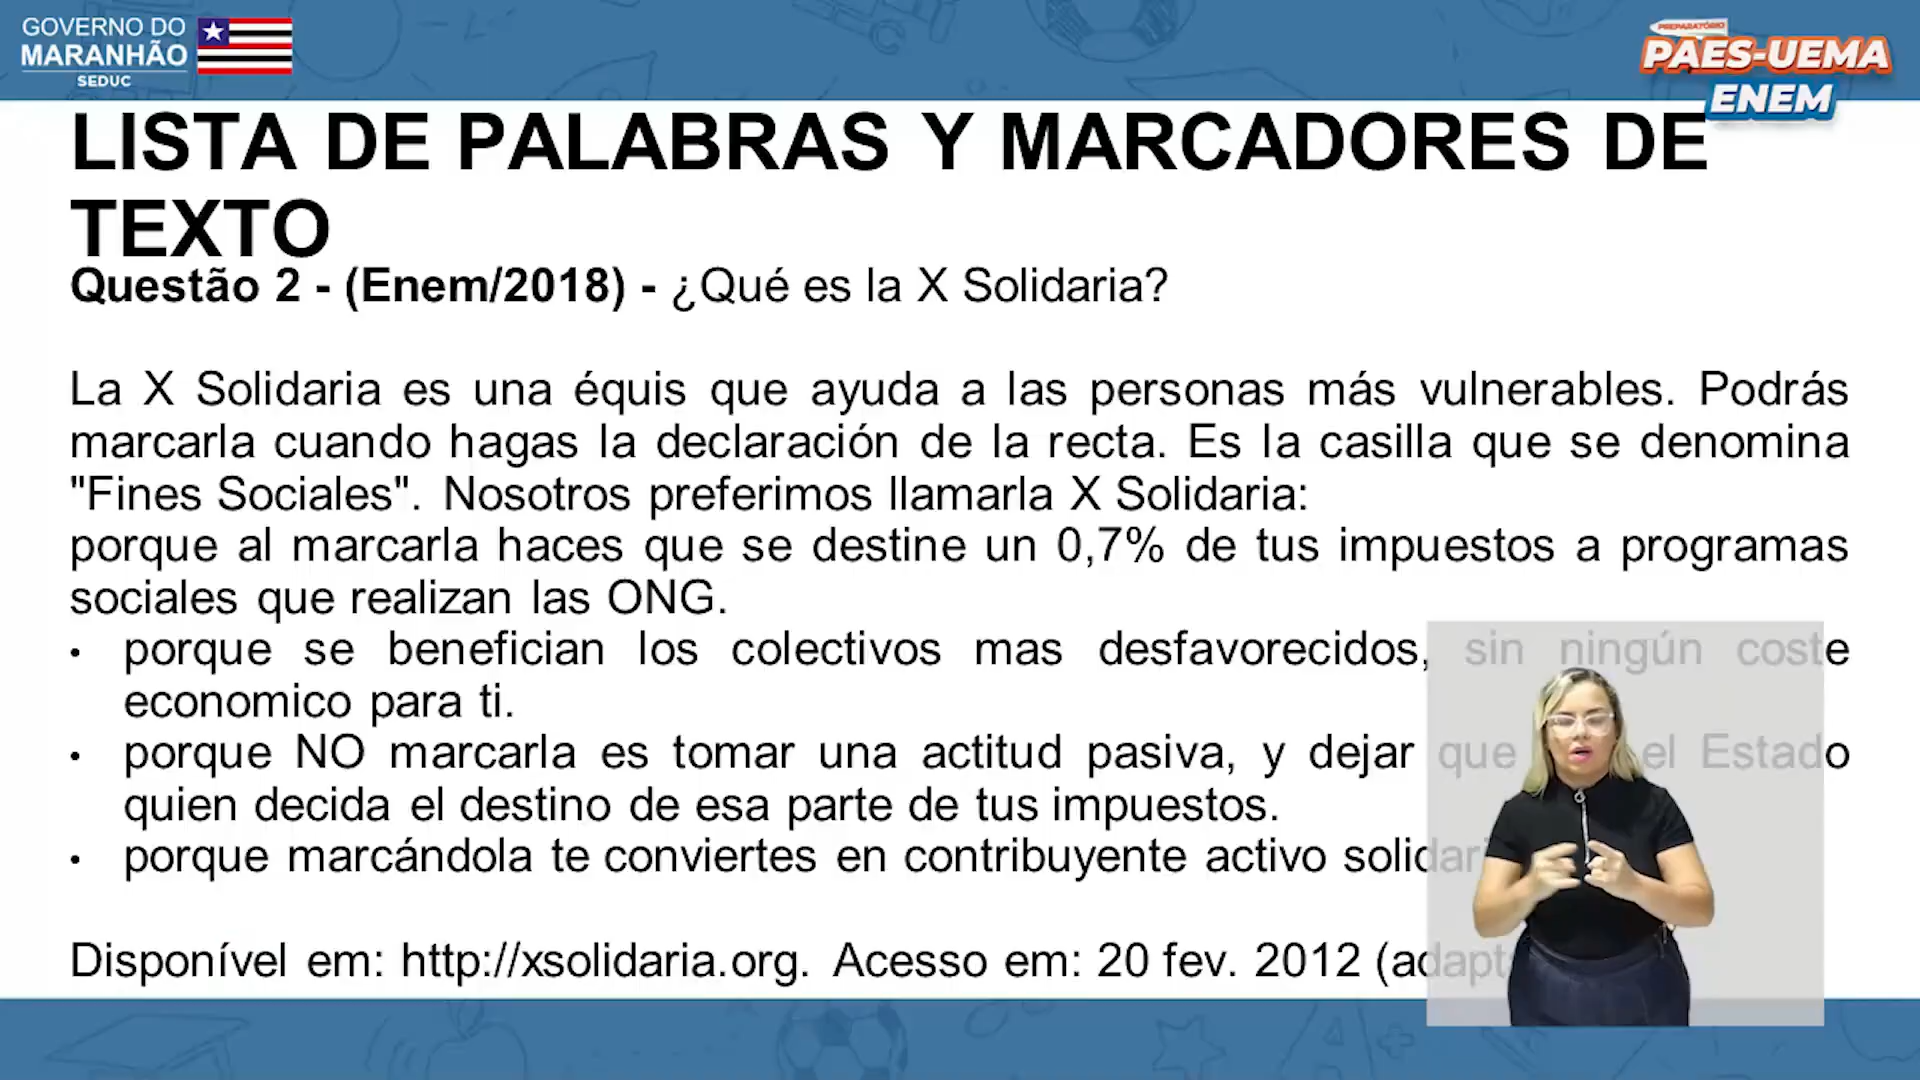 GOVERNO DO
MARANHÃO
SEDUC
PREPARATÓRIO
PAES-UEMA
ENEM
LISTA DE PALABRAS Y MARCADORES DE
TEXTO
Questão 2 - (Enem/2018) - ¿Qué es la X Solidaria?
La X Solidaria es una équis que ayuda a las personas más vulnerables. Podrás
marcarla cuando hagas la declaración de la recta. Es la casilla que se denomina
"Fines Sociales". Nosotros preferimos llamarla X Solidaria:
porque al marcarla haces que se destine un 0,7% de tus impuestos a programas
sociales que realizan las ONG.
• porque se benefician los colectivos mas desfavorecidos, sin ningún coste
economico para ti.
• porque NO marcarla es tomar una actitud pasiva, y dejar que el Estado
quien decida el destino de esa parte de tus impuestos.
• porque marcándola te conviertes en contribuyente activo
Disponível em: http://xsolidaria.org. Acesso em: 20 fev. 2012